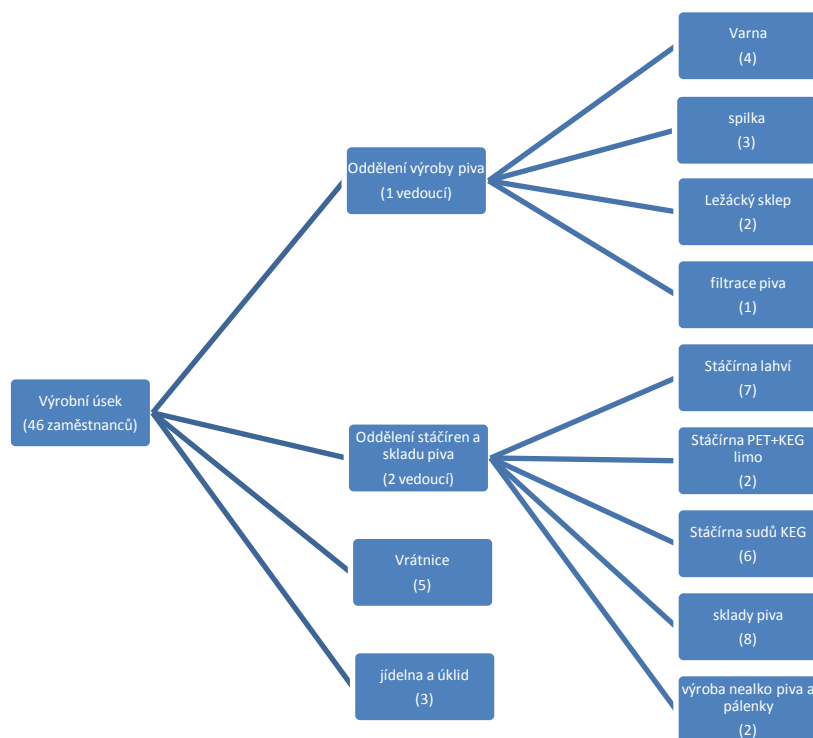 Výrobní úsek
(46 zaměstnanců)
Oddělení výroby piva
(1 vedoucí)
Varna
(4)
spilka
(3)
Ležácký sklep
(2)
filtrace piva
(1)
Oddělení stáčíren a
skladu piva
(2 vedoucí)
Stáčírna lahví
(7)
Stáčírna PET+KEG
limo
(2)
Stáčírna sudů KEG
(6)
sklady piva
(8)
výroba nealko piva a
pálenky
(2)
Vrátnice
(5)
jídelna a úklid
(3)